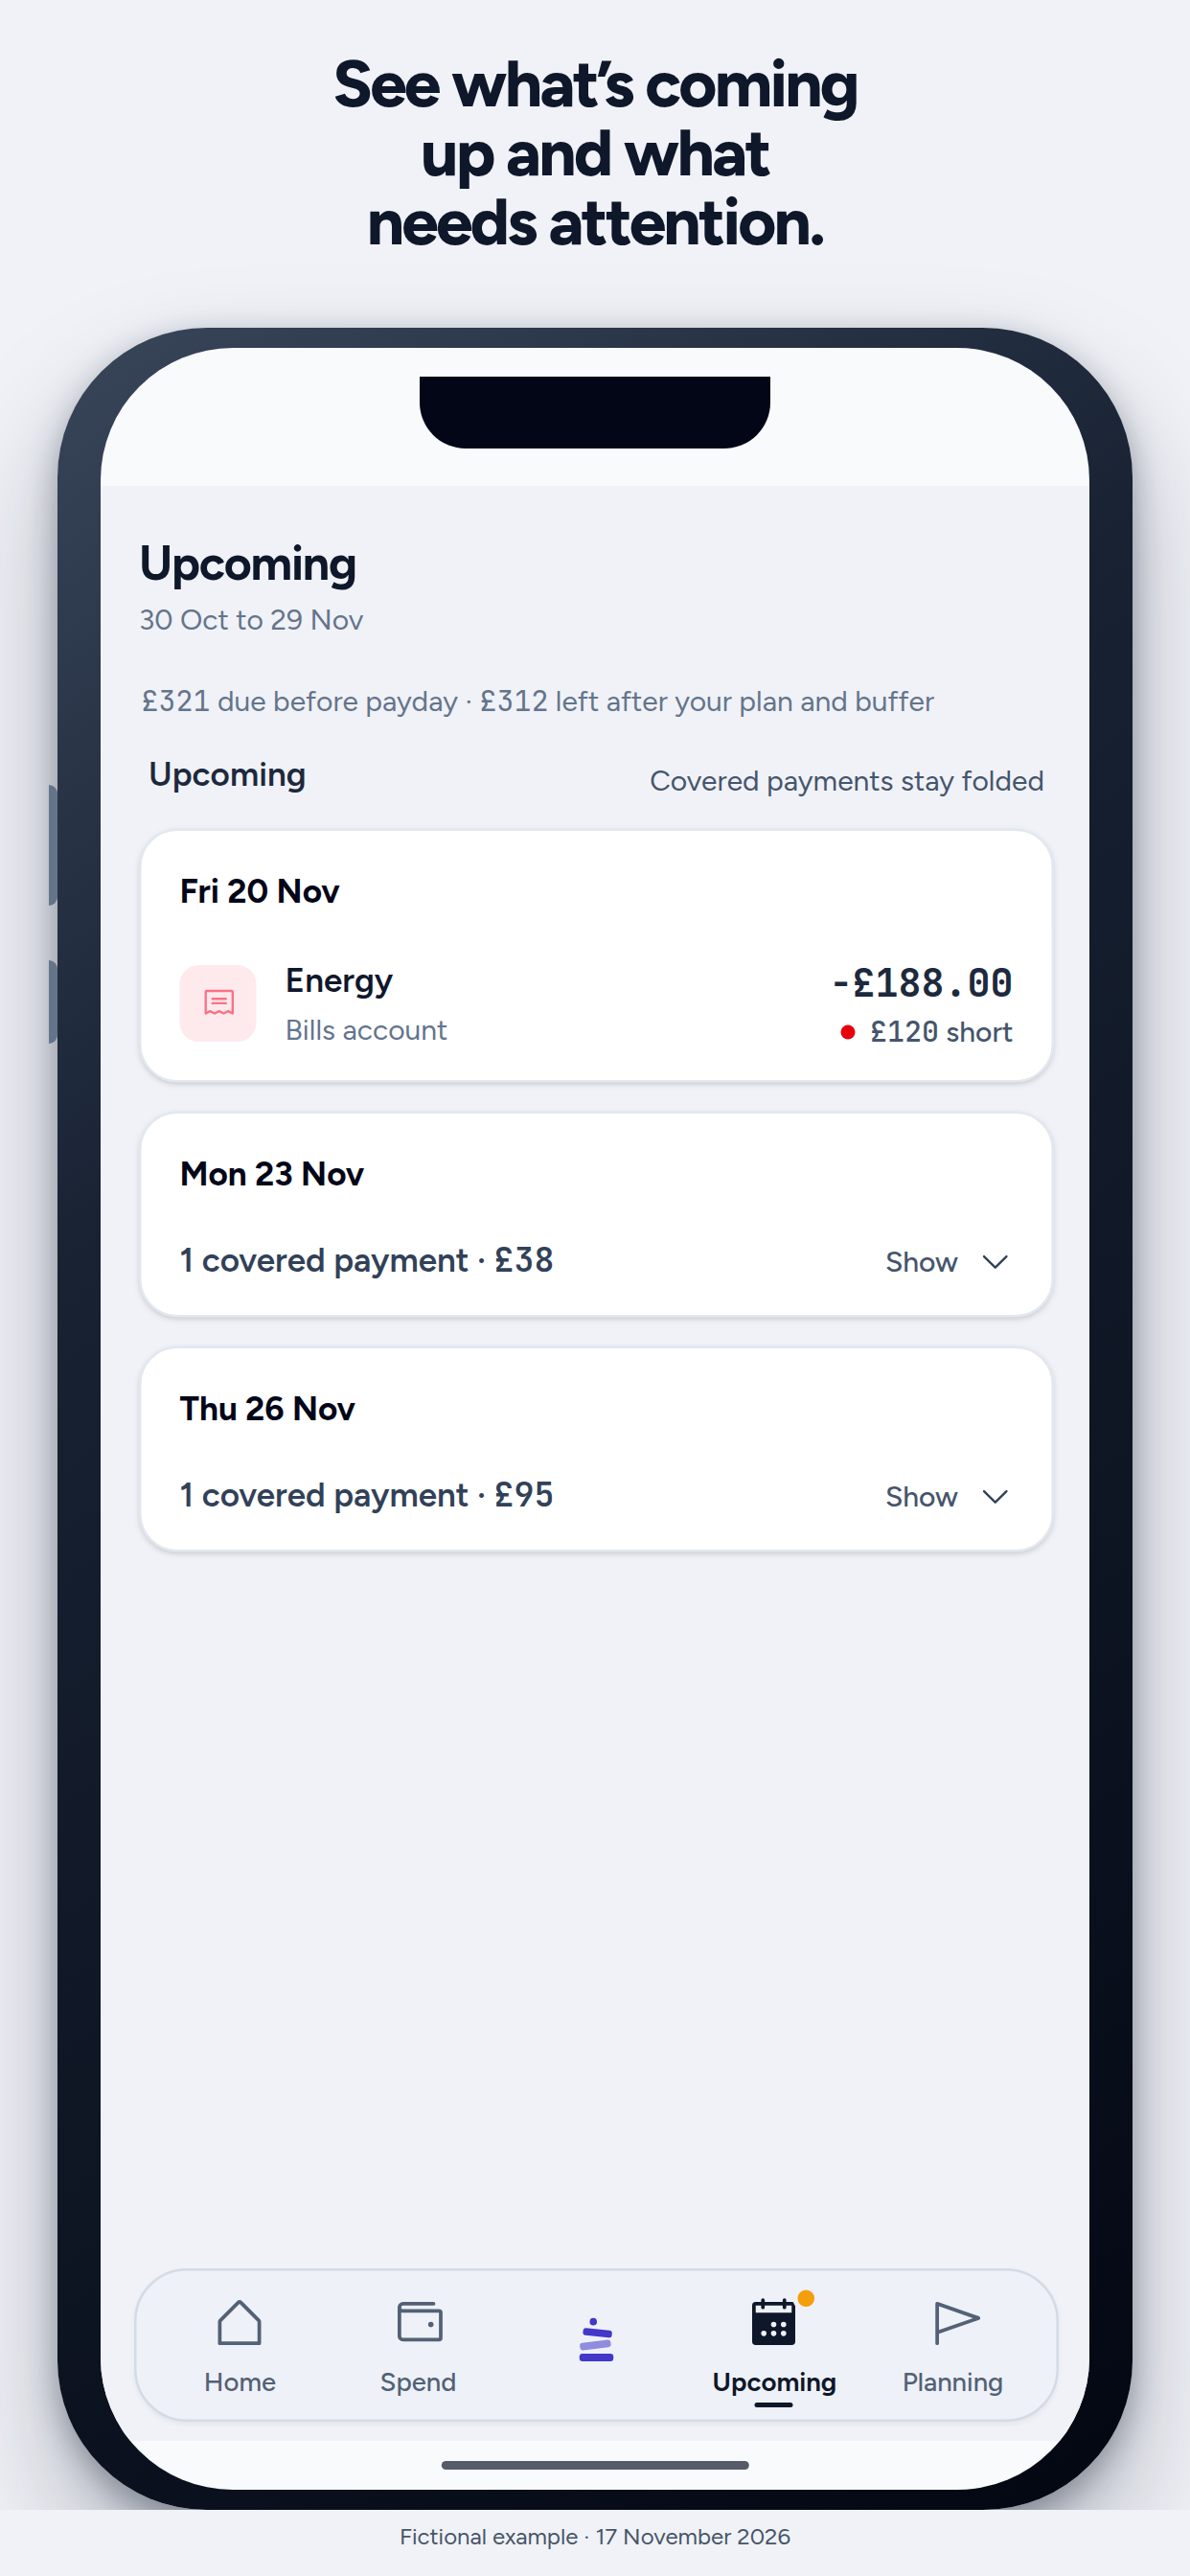 See what’s coming
up and what
needs attention.
Upcoming
30 Oct to 29 Nov
£321 due before payday · £312 left after your plan and buffer
Upcoming
Covered payments stay folded
Fri 20 Nov
Energy
-£188.00
Bills account
£120 short
Mon 23 Nov
1 covered payment · £38
Show
Thu 26 Nov
1 covered payment · £95
Show
Home
Spend
Upcoming
Planning
Fictional example · 17 November 2026